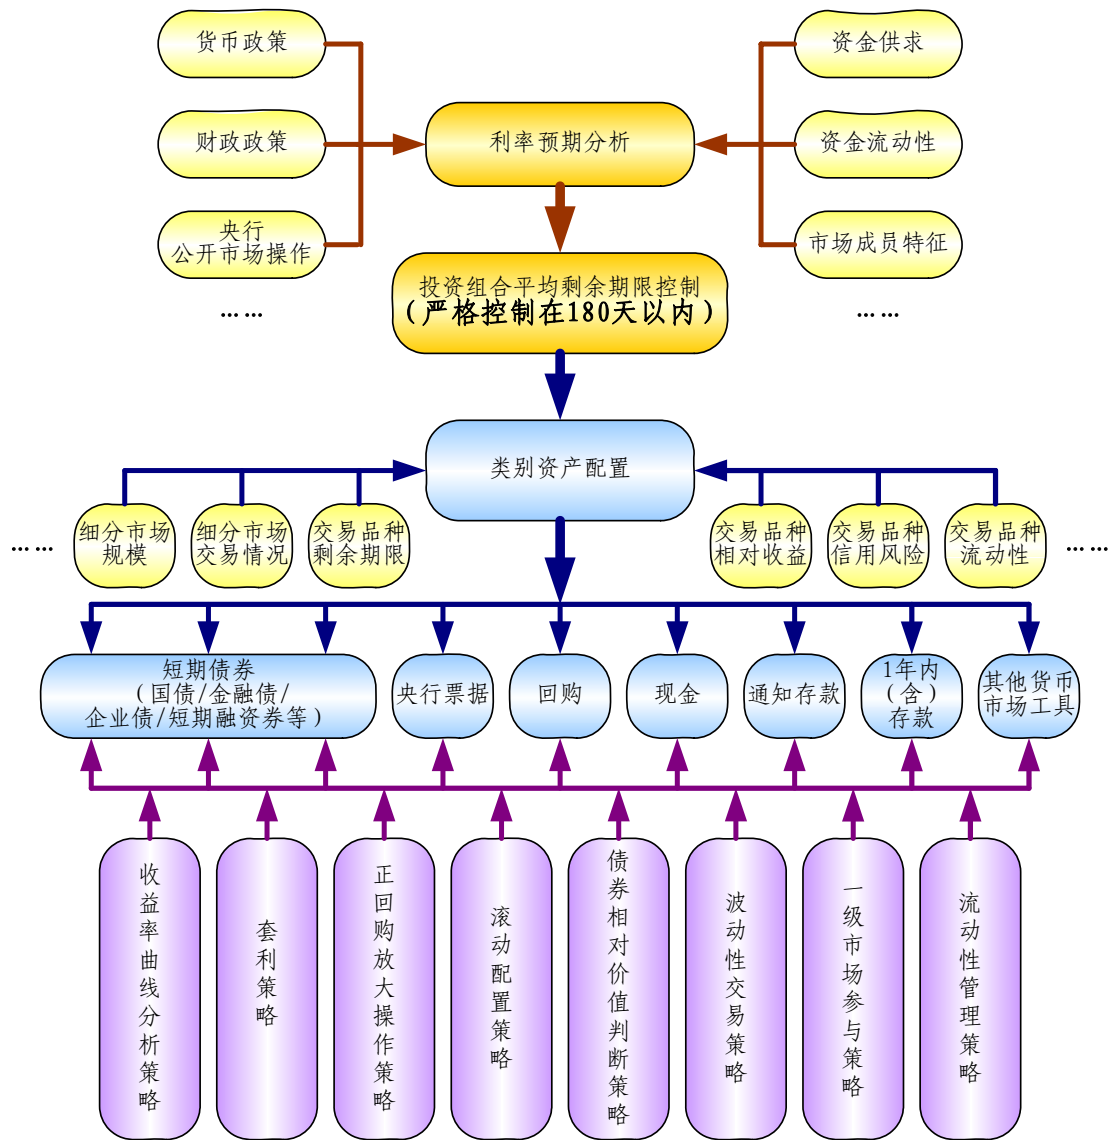 货币政策
资金供求
财政政策
利率预期分析
资金流动性
央行
公开市场操作
市场成员特征
投资组合平均剩余期限控制
（严格控制在180天以内）
……
……
类别资产配置
细分市场
规模
细分市场
交易情况
交易品种
剩余期限
交易品种
相对收益
交易品种
信用风险
交易品种
流动性
……
……
短期债券
（国债/金融债/
企业债/短期融资券等）
央行票据
回购
现金
通知存款
1年内
（含）
存款
其他货币
市场工具
收益率曲线分析策略
套利策略
正回购放大操作策略
滚动配置策略
债券相对价值判断策略
波动性交易策略
一级市场参与策略
流动性管理策略